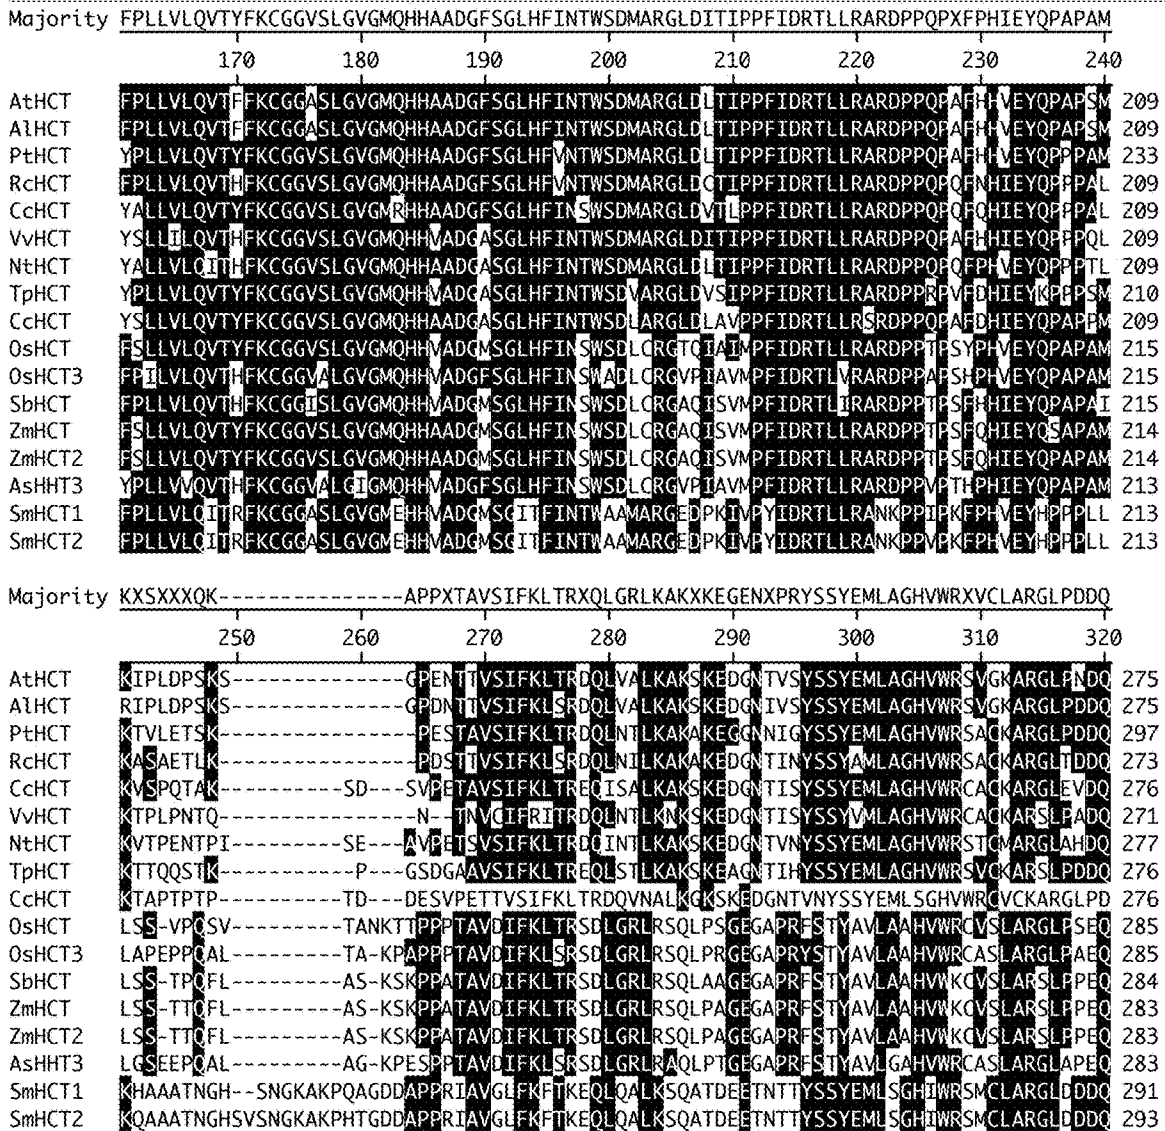 Majority FPLLVLQVTYFKCGGVSLGVGMQHHAADGFSGLHFINTWSDMARGLDITIPPFIDRTLLRARDPPQPXFPHIEYQPAPAM
170 180 190 200 210 220 230 240
AtHCT FPLLVLQVTFFKCGGASLGVGMQHHAADGFSGLHFINTWSDMARGLDLTIPPFIDRTLLRARDPPQPAFHHVEYQPAPSM 209
AlHCT FPLLVLQVTFFKCGGASLGVGMQHHAADGFSGLHFINTWSDMARGLDLTIPPFIDRTLLRARDPPQPAFHHVEYQPAPSM 209
PtHCT YPLLVLQVTYFKCGGVSLGVGMQHHAADGFSGLHFVNTWSDMARGLDLTIPPFIDRTLLRARDPPQPAFHHVEYQPPPAM 233
RcHCT FPLLVLQVTHFKCGGVSLGVGMQHHAADGFSGLHFVNTWSDMARGLDCTIPPFIDRTLLRARDPPQPQFNHIEYQPPPAL 209
CcHCT YALLVLQVTYFKCGGVSLGVGMRHHAADGFSGLHFINSWSDMARGLDVTLPPFIDRTLLRARDPPQPQFQHIEYQPPPAL 209
VvHCT YSLLILQVTHFKCGGVSLGVGMQHHVADGASGLHFINTWSDMARGLDITIPPFIDRTLLRARDPPQPAFHHIEYQPPPQL 209
NtHCT YALLVLQITHFKCGGVSLGVGMQHHAADGASGLHFINTWSDMARGLDLTIPPFIDRTLLRARDPPQPQFPHVEYQPPPTL 209
TpHCT YPLLVLQVTYFKCGGVSLGVGMQHHVADGASGLHFINTWSDVARGLDVSIPPFIDRTLLRARDPPRPVFDHIEYKPPPSM 210
CcHCT YSLLVLQVTYFKCGGVSLGVGMQHHAADGASGLHFINTWSDLARGLDLAVPPFIDRTLLRSRDPPQPAFDHIEYQPAPPM 209
OsHCT FSLLVLQVTYFKCGGVSLGVGMQHHVADGMSGLHFINSWSDLCRGTQIAIMPFIDRTLLRARDPPTPSYPHVEYQPAPAM 215
OsHCT3 FPILVLQVTHFKCGGVALGVGMQHHVADGFSGLHFINSWADLCRGVPIAVMPFIDRTLVRARDPPAPSHPHVEYQPAPAM 215
SbHCT FPLLVLQVTHFKCGGISLGVGMQHHVADGMSGLHFINSWSDLCRGAQISVMPFIDRTLIRARDPPTPSFPHIEYQPAPAI 215
ZmHCT FSLLVLQVTYFKCGGVSLGVGMQHHAADGMSGLHFINSWSDLCRGAQISVMPFIDRTLLRARDPPTPSFQHIEYQSAPAM 214
ZmHCT2 FSLLVLQVTYFKCGGVSLGVGMQHHAADGMSGLHFINSWSDLCRGAQISVMPFIDRTLLRARDPPTPSFQHIEYQPAPAM 214
AsHHT3 YPLLVVQVTHFKCGGVALGIGMQHHVADGFSGLHFINSWSDLCRGVPIAVMPFIDRTLLRARDPPVPTHPHIEYQPAPAM 213
SmHCT1 FPLLVLQITRFKCGGASLGVGMEHHVADGMSGITFINTWAAMARGEDPKIVPYIDRTLLRANKPPIPKFPHVEYHPPPLL 213
SmHCT2 FPLLVLQITRFKCGGASLGVGMEHHVADGMSGITFINTWAAMARGEDPKIVPYIDRTLLRANKPPVPKFPHVEYHPPPLL 213
Majority KXSXXXQK---------------APPXTAVSIFKLTRXQLGRLKAKXKEGENXPRYSSYEMLAGHVWRXVCLARGLPDDQ
250 260 270 280 290 300 310 320
AtHCT KIPLDPSKS--------------GPENTTVSIFKLTRDQLVALKAKSKEDGNTVSYSSYEMLAGHVWRSVGKARGLPNDQ 275
AlHCT RIPLDPSKS--------------GPDNTTVSIFKLSRDQLVALKAKSKEDGNIVSYSSYEMLAGHVWRSVGKARGLPDDQ 275
PtHCT KTVLETSK----------------PESTAVSIFKLTRDQLNTLKAKAKEGGNNIGYSSYEMLAGHVWRSACKARGLPDDQ 297
RcHCT KASAAETLK----------------PDSTTVSIFKLSRDQLNILKAKAKEDGNTINYSSYAMLAGHVWRSACKARGLTDDQ 273
CcHCT KVSPQTAK----------SD---SVPETAVSIFKLTREQISALKAKSKEDGNTISYSSYEMLAGHVWRCACKARGLEVDQ 276
VvHCT KTPLPNTQ----------------N--TNVCIFRITRDQLNTLKNKSKEDGNTISYSSYVMLAGHVWRCACKARSLPADQ 271
NtHCT KVTPENTPI---------SE---AVPETSVSIFKLTRDQINTLKAKSKEDGNTVNYSSYEMLAGHVWRSTCMARGLAHDQ 277
TpHCT KTTQQSTK----------P---GSDGAAVSIFKLTREQLSTLKAKSKEAGNTIHYSSYEMLAGHVWRSVCKARSLPDDQ 276
CcHCT KTAPTPTP----------TD---DESVPETTVSIFKLTRDQVNALKGKSKEDGNTVNYSSYEMLSGHVWRCVCKARGLPD 276
OsHCT LSS-VPQSV---------TANKTTPPPTAVDIFKLTRSDLGRLRSQLPSGEGAPRFSTYAVLAAHVWRCVSLARGLPSEQ 285
OsHCT3 LAPEPPQAL---------TA-KPAPPPTAVDIFKLSRSDLGRLRSQLPRGEGAPRYSTYAVLAAHVWRCASLARGLPAEQ 285
SbHCT LSS-TPQFL---------AS-KSKPPATAVDIFKLTRSDLGRLRSQLAAGEGAPRFSTYAVLAAHVWKCVSLARSLPPEQ 284
ZmHCT LSS-TTQFL---------AS-KSKPPATAVDIFKLTRSDLGRLRSQLPAGEGAPRFSTYAVLAAHVWKCVSLARSLPPEQ 283
ZmHCT2 LSS-TTQFL---------AS-KSKPPATAVDIFKLTRSDLGRLRSQLPAGEGAPRFSTYAVLAAHVWKCVSLARSLPPEQ 283
AsHHT3 LGSEEPQAL---------AG-KPESPPTAVDIFKLSRSDLGRLRAQLPTGEGAPRFSTYAVLGAHVWRCASLARGLAPEQ 283
SmHCT1 KHAAATNGH--SNGKAKPQAGDDAPPRIAVGLFKFTKEQLQALKSQATDEETNTTYSSYEMLSGHIWRSMCLARGLDDDQ 291
SmHCT2 KQAAATNGHSVSNGKAKPHTGDDAPPRIAVGLFKFTKEQLQALKSQATDEETNTTYSSYEMLSGHIWRSMCLARGLDDDQ 293